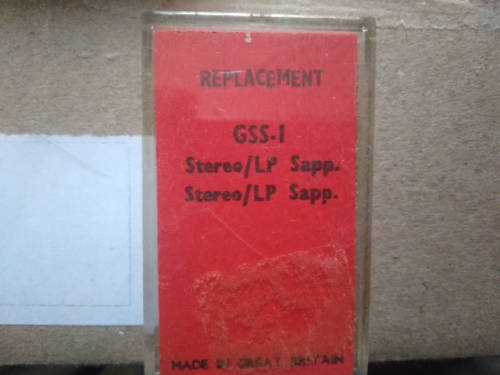 REPLACEMENT
GSS-1
Stereo/LP Sapp.
Stereo/LP Sapp.
MADE IN GREAT BRITAIN